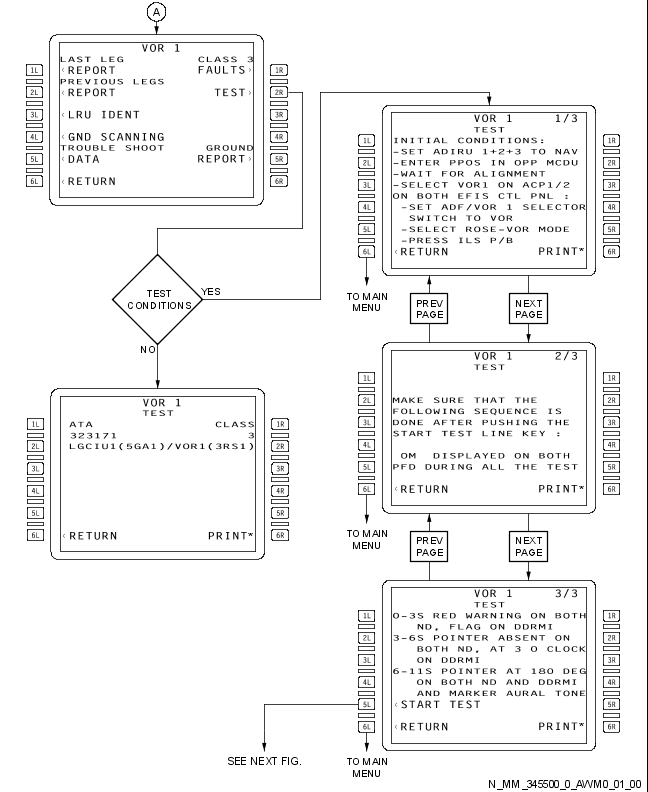 A
VOR 1
LAST LEG CLASS 3
1L <REPORT FAULTS> 1R
PREVIOUS LEGS
2L <REPORT TEST> 2R
3L <LRU IDENT 3R
4L <GND SCANNING 4R
TROUBLE SHOOT GROUND
5L <DATA REPORT> 5R
6L <RETURN 6R
VOR 1 1/3
TEST
1L INITIAL CONDITIONS: 1R
-SET ADIRU 1+2+3 TO NAV
2L -ENTER PPOS IN OPP MCDU 2R
-WAIT FOR ALIGNMENT
3L -SELECT VOR1 ON ACP1/2 3R
ON BOTH EFIS CTL PNL :
4L -SET ADF/VOR 1 SELECTOR 4R
SWITCH TO VOR
5L -SELECT ROSE-VOR MODE 5R
-PRESS ILS P/B
6L <RETURN PRINT* 6R
TEST
CONDITIONS
YES
NO
TO MAIN
MENU
PREV
PAGE
NEXT
PAGE
VOR 1 2/3
TEST
1L 1R
2L MAKE SURE THAT THE 2R
FOLLOWING SEQUENCE IS
3L DONE AFTER PUSHING THE 3R
START TEST LINE KEY :
4L 4R
OM DISPLAYED ON BOTH
5L PFD DURING ALL THE TEST 5R
6L <RETURN PRINT* 6R
VOR 1
TEST
1L ATA CLASS 1R
323171 3
2L LGCIU1(5GA1)/VOR1(3RS1) 2R
3L 3R
4L 4R
5L 5R
6L <RETURN PRINT* 6R
TO MAIN
MENU
PREV
PAGE
NEXT
PAGE
VOR 1 3/3
TEST
1L 0-3S RED WARNING ON BOTH 1R
ND, FLAG ON DDRMI
2L 3-6S POINTER ABSENT ON 2R
BOTH ND, AT 3 O CLOCK
3L ON DDRMI 3R
6-11S POINTER AT 180 DEG
4L ON BOTH ND AND DDRMI 4R
AND MARKER AURAL TONE
5L <START TEST 5R
6L <RETURN PRINT* 6R
SEE NEXT FIG.
TO MAIN
MENU
N_MM_345500_0_AVVM0_01_00